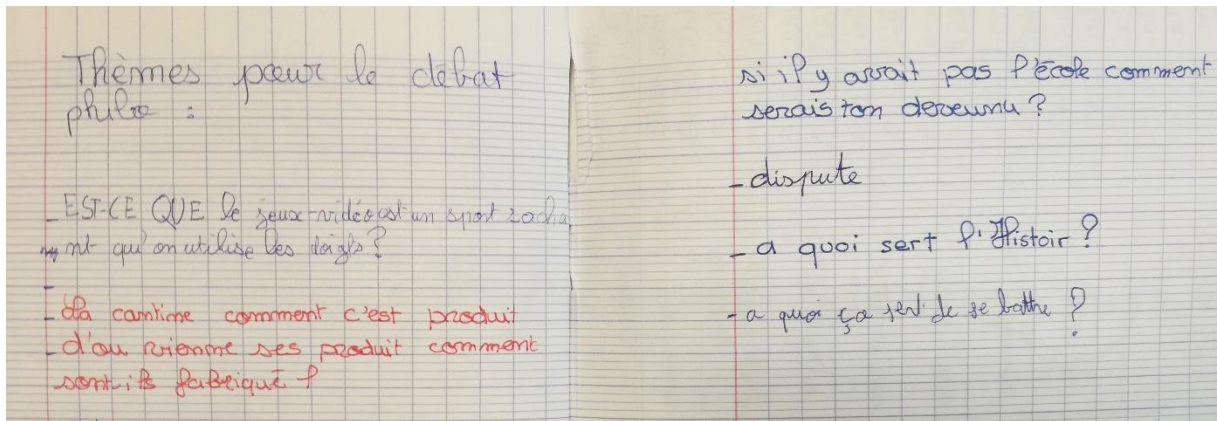 Thèmes pour le débat
philo :
- EST-CE QUE le jeux-vidéo est un sport sacha
nt qu'on utilise les doigts ?
-
- La cantine comment c'est produit
- d'ou vienne ses produit comment
sont-ils fabriqué ?
si il y avait pas l'école comment
serais ton devenu ?
- dispute
- a quoi sert l'Histoir ?
- a quoi ça sert de se battre ?